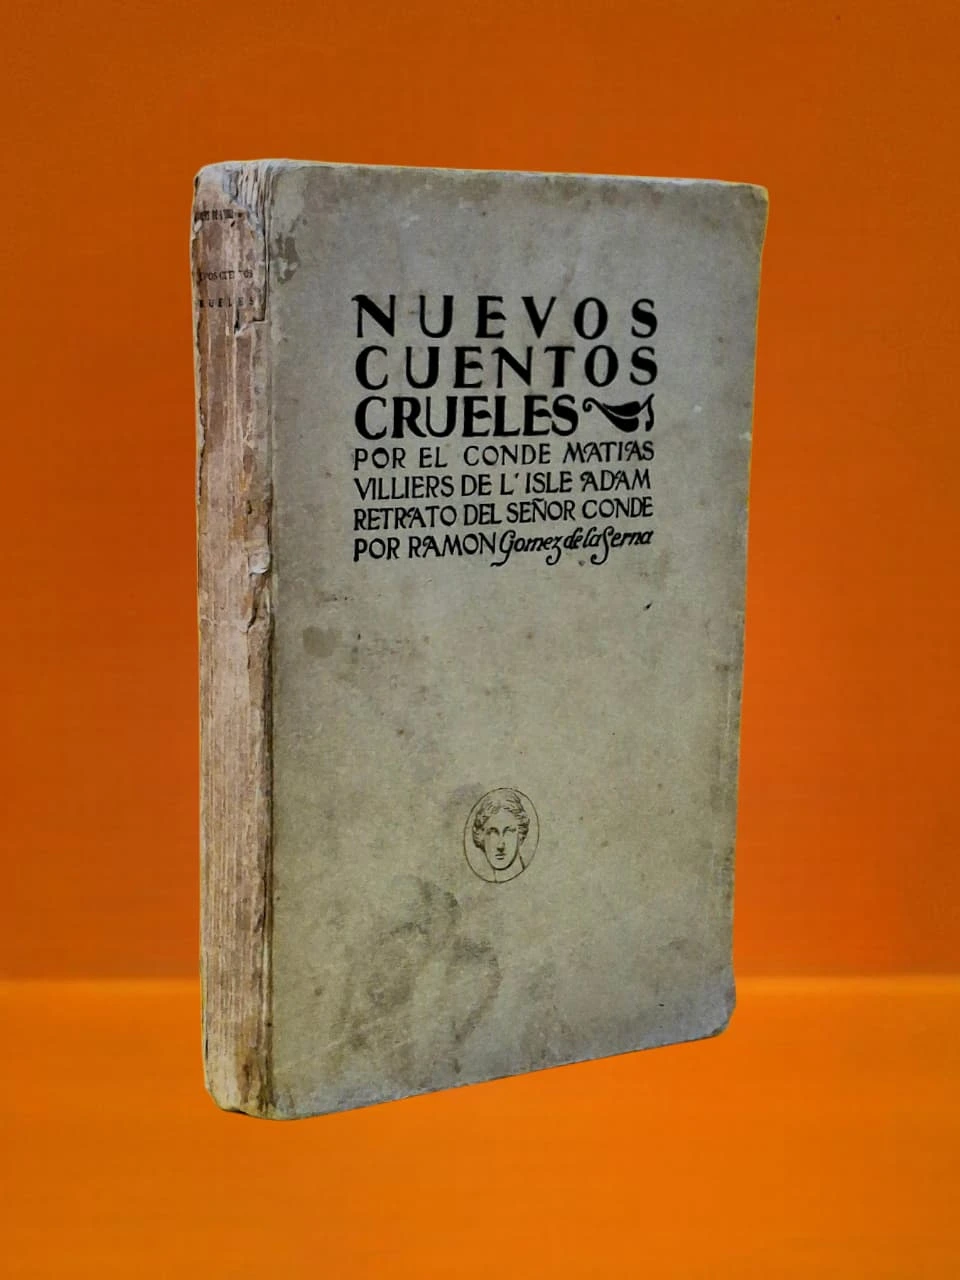 NUEVOS
CUENTOS
CRUELES
POR EL CONDE MATIAS
VILLIERS DE L'ISLE ADAM
RETRATO DEL SEÑOR CONDE
POR RAMON Gomez de la Serna